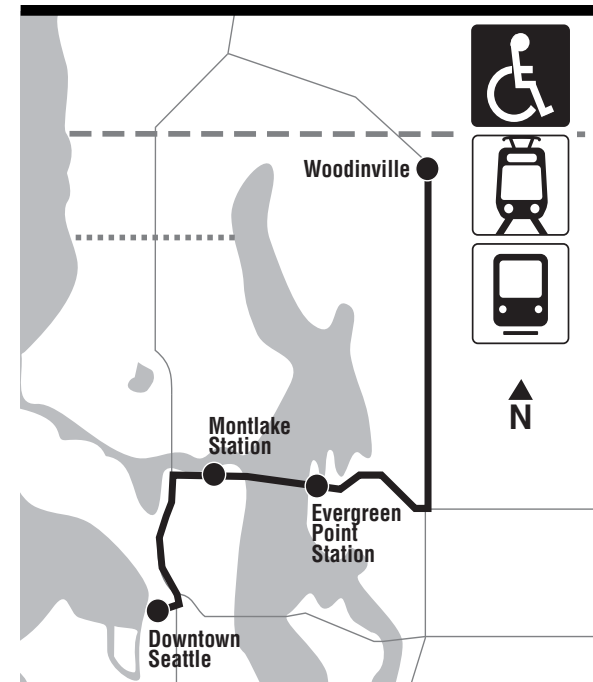 Woodinville
N
Montlake
Station
Evergreen
Point
Station
Downtown
Seattle